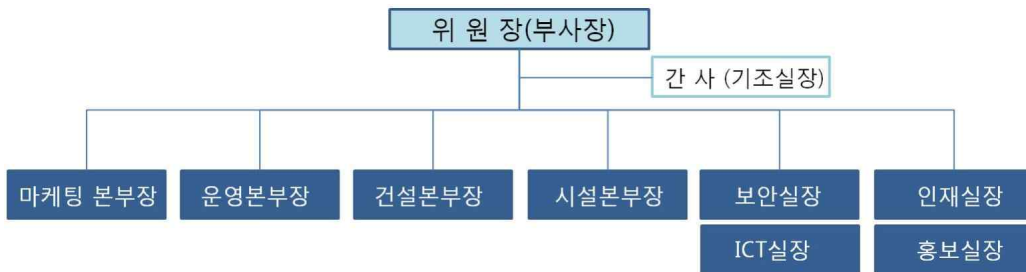 위 원 장(부사장)
간 사 (기조실장)
마케팅 본부장
운영본부장
건설본부장
시설본부장
보안실장
인재실장
ICT실장
홍보실장